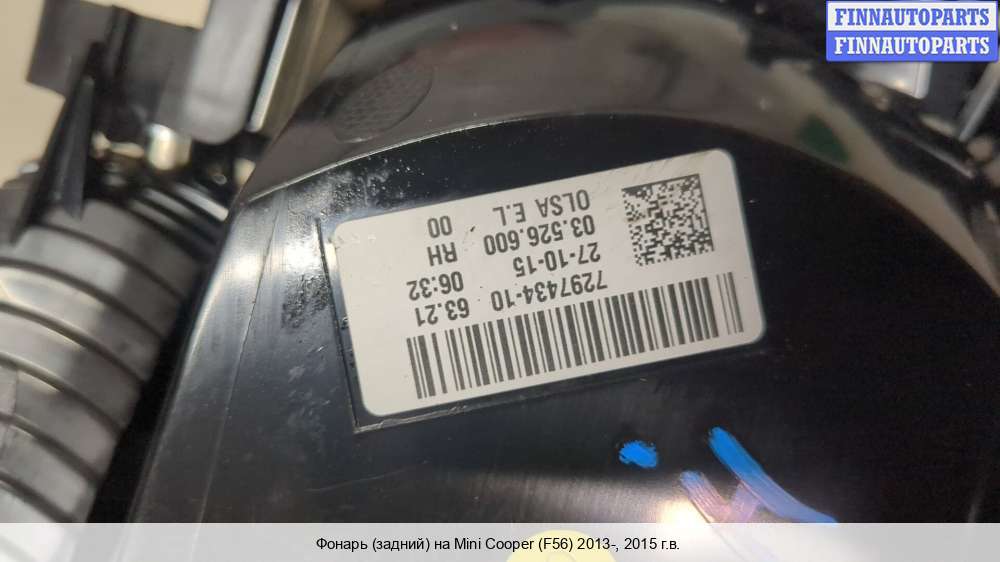 FINNAUTOPARTS
FINNAUTOPARTS
7297434-10 63.21
27-10-15 06:32
03.526.600 RH
OLSA E.L 00
Фонарь (задний) на Mini Cooper (F56) 2013-, 2015 г.в.